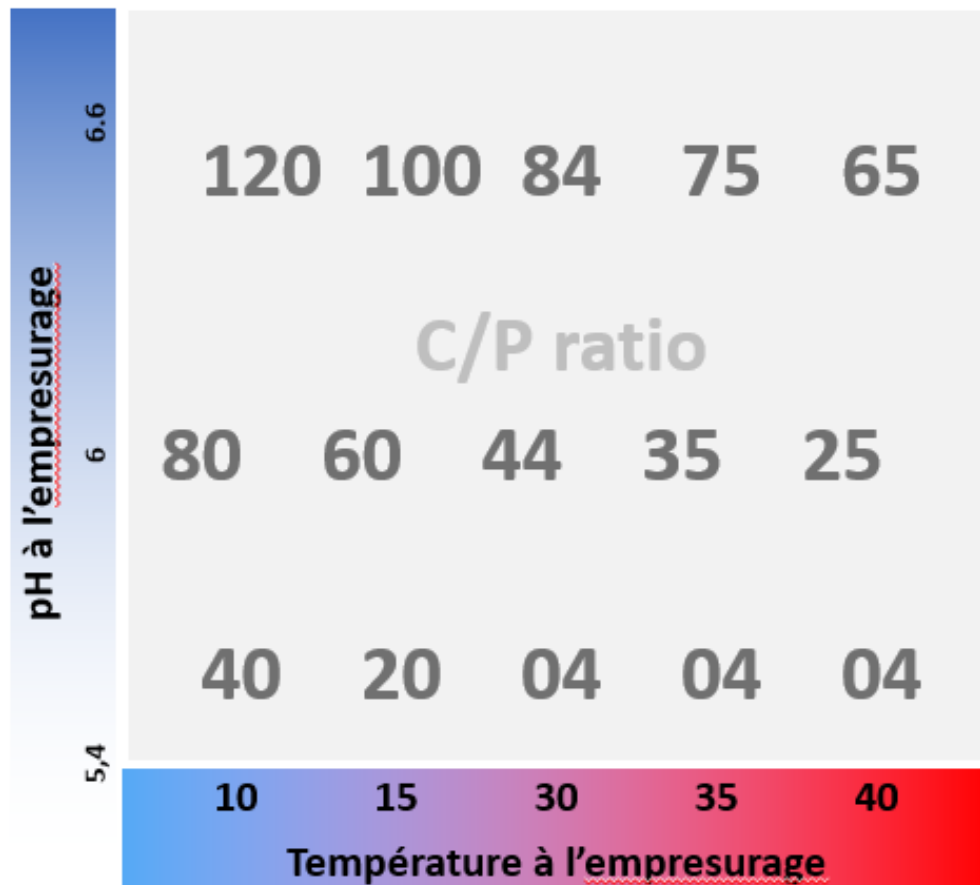 pH à l'empresurage
6.6
6
5,4
120 100 84 75 65
C/P ratio
80 60 44 35 25
40 20 04 04 04
10 15 30 35 40
Température à l'empresurage